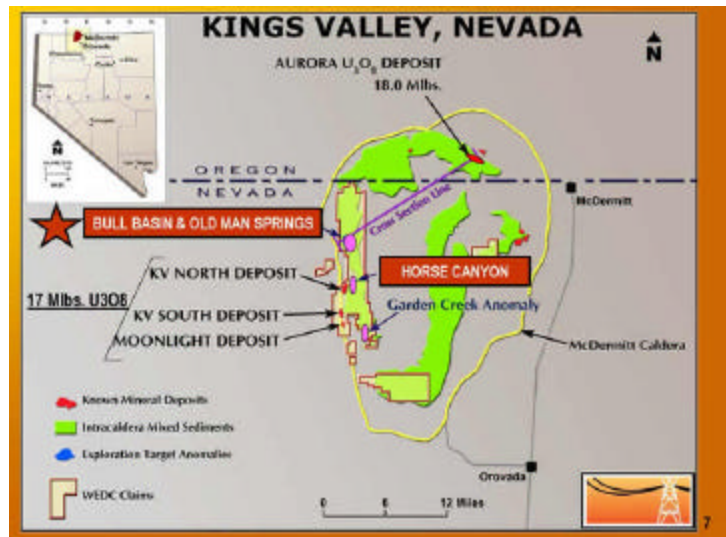 KINGS VALLEY, NEVADA
N
AURORA U3O8 DEPOSIT
18.0 Mlbs.
OREGON
NEVADA
McDermitt
BULL BASIN & OLD MAN SPRINGS
Cross Section Line
KV NORTH DEPOSIT
HORSE CANYON
17 Mlbs. U3O8
Garden Creek Anomaly
KV SOUTH DEPOSIT
MOONLIGHT DEPOSIT
McDermitt Caldera
Known Mineral Deposits
Intracaldera Mixed Sediments
Exploration Target Anomalies
WEDC Claims
Orovada
0 6 12 Miles
7